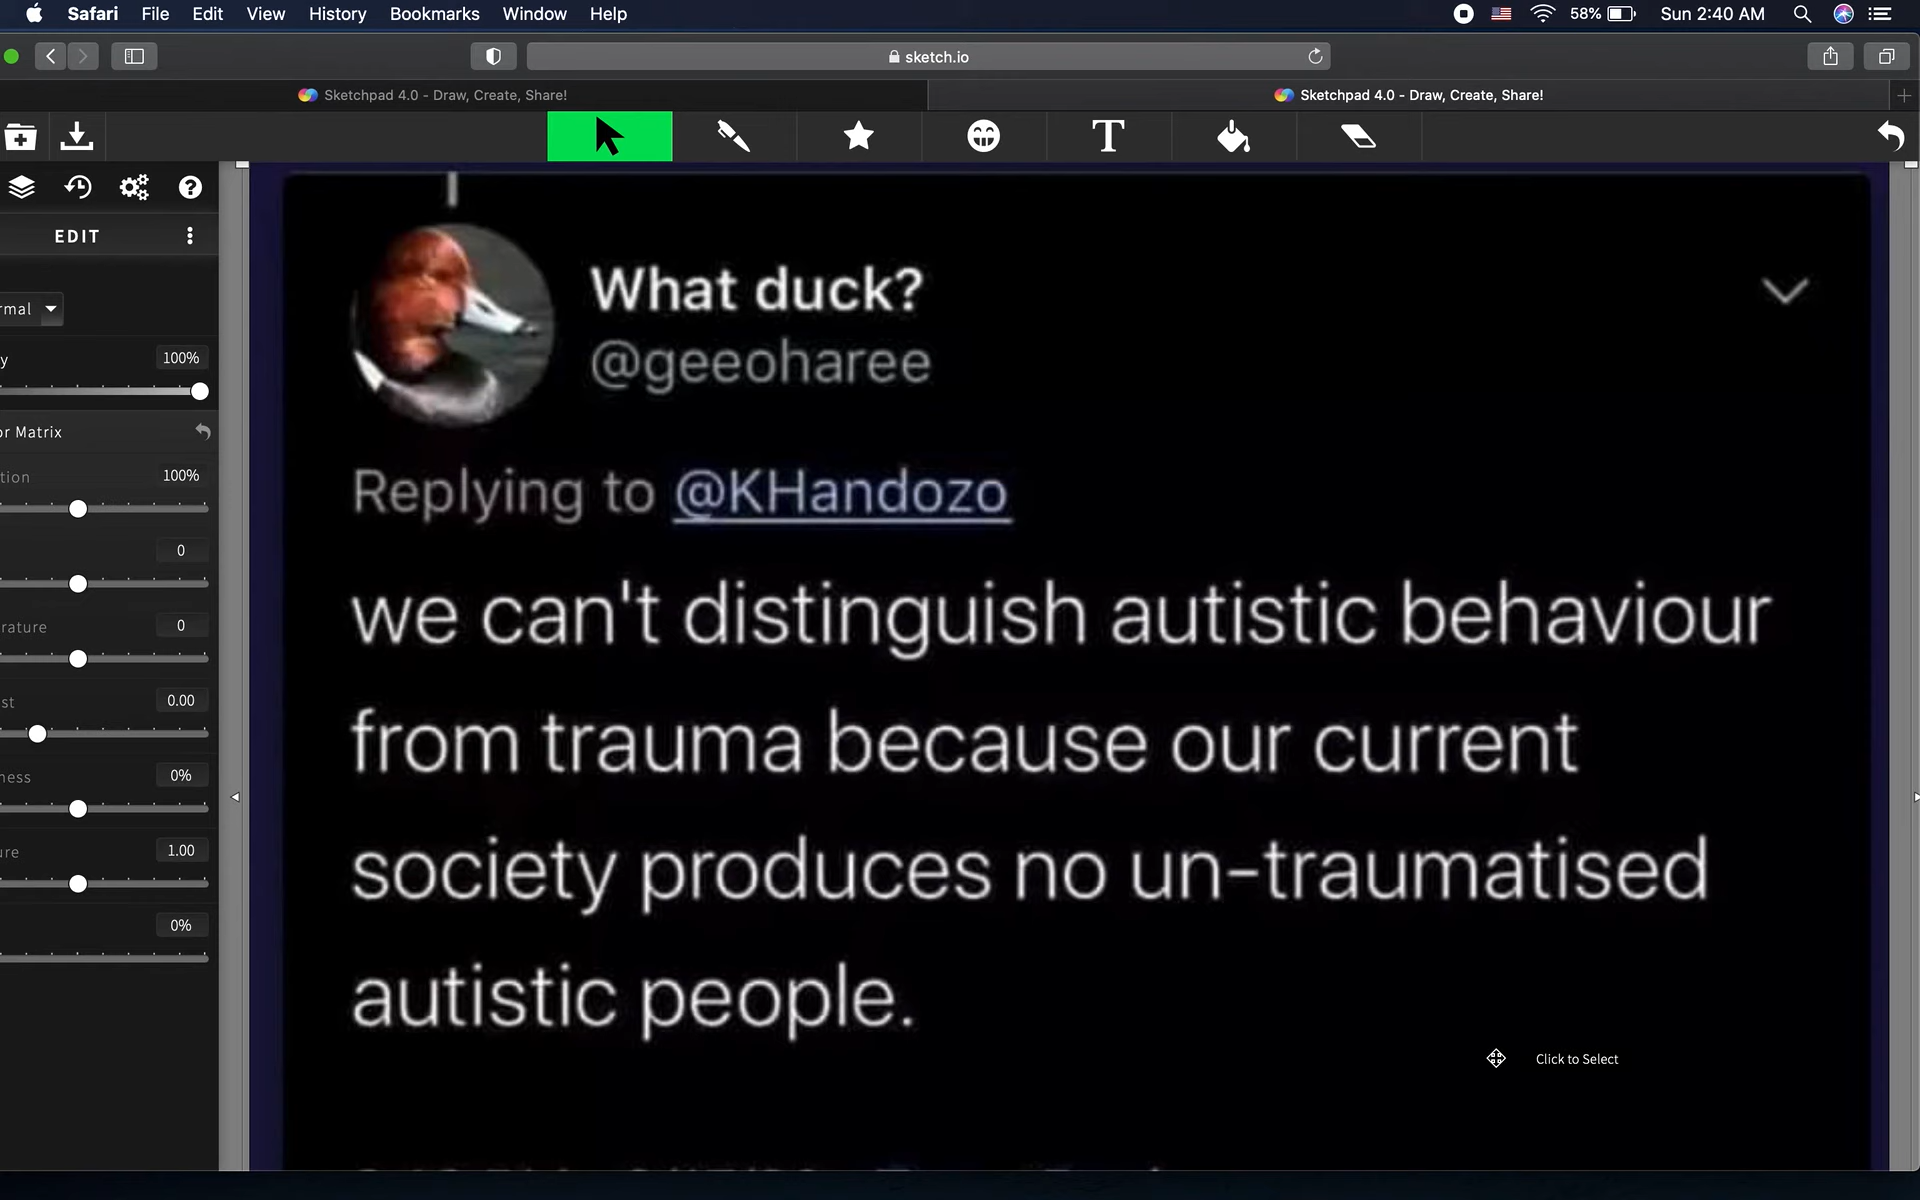 Safari File Edit View History Bookmarks Window Help 58% Sun 2:40 AM
sketch.io
Sketchpad 4.0 - Draw, Create, Share! Sketchpad 4.0 - Draw, Create, Share!
T
EDIT
What duck?
@geeoharee
rmal
y 100%
or Matrix
tion 100%
0
rature 0
st 0.00
ness 0%
ure 1.00
0%
Replying to @KHandozo
we can't distinguish autistic behaviour
from trauma because our current
society produces no un-traumatised
autistic people.
Click to Select